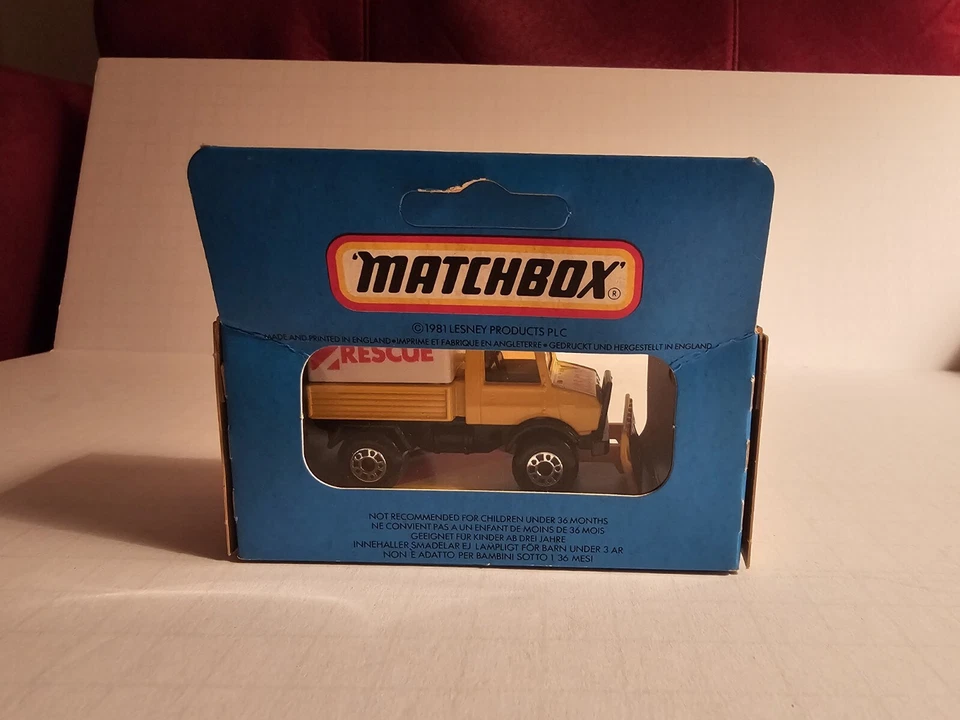 'MATCHBOX' ®
©1981 LESNEY PRODUCTS PLC
MADE AND PRINTED IN ENGLAND • IMPRIME ET FABRIQUE EN ANGLETERRE • GEDRUCKT UND HERGESTELLT IN ENGLAND
RESCUE
NOT RECOMMENDED FOR CHILDREN UNDER 36 MONTHS
NE CONVIENT PAS A UN ENFANT DE MOINS DE 36 MOIS
GEEIGNET FÜR KINDER AB DREI JAHRE
INNEHALLER SMADELAR EJ LAMPLIGT FÖR BARN UNDER 3 AR
NON E ADATTO PER BAMBINI SOTTO I 36 MESI